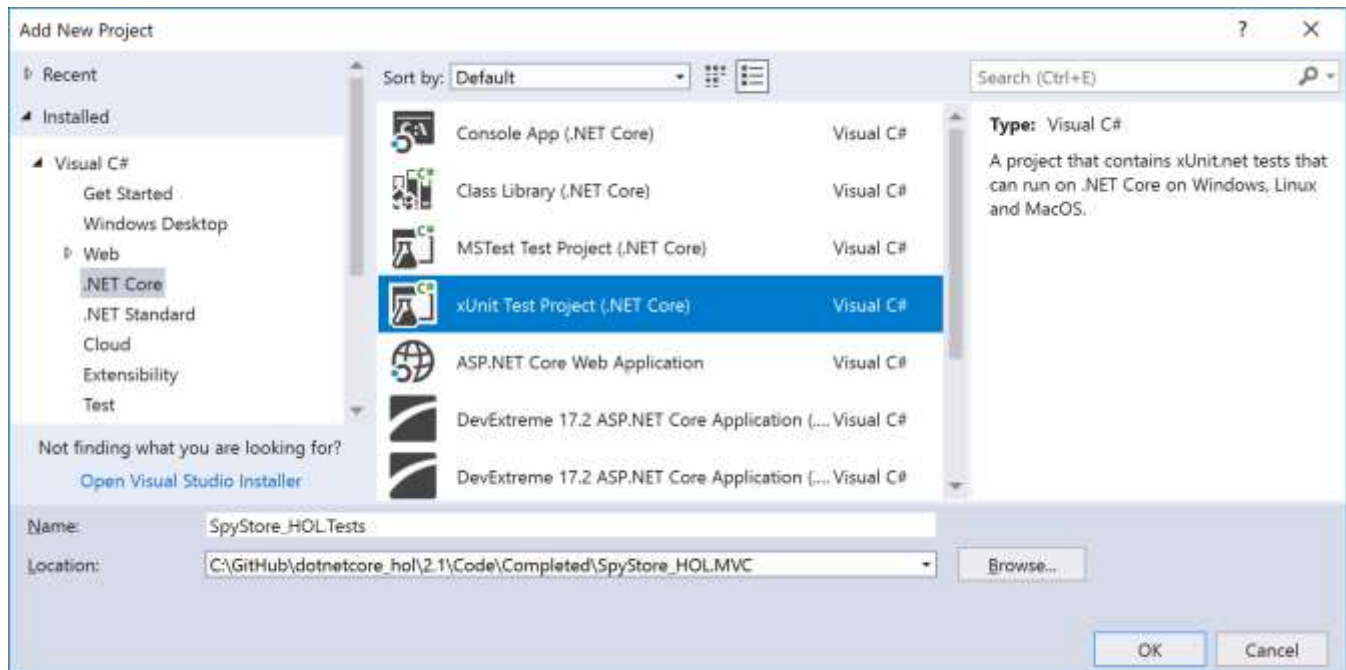 Add New Project
?
Recent
Installed
Visual C#
Get Started
Windows Desktop
Web
.NET Core
.NET Standard
Cloud
Extensibility
Test
Not finding what you are looking for?
Open Visual Studio Installer
Sort by: Default
Console App (.NET Core) Visual C#
Class Library (.NET Core) Visual C#
MSTest Test Project (.NET Core) Visual C#
xUnit Test Project (.NET Core) Visual C#
ASP.NET Core Web Application Visual C#
DevExtreme 17.2 ASP.NET Core Application (.... Visual C#
DevExtreme 17.2 ASP.NET Core Application (.... Visual C#
Search (Ctrl+E)
Type: Visual C#
A project that contains xUnit.net tests that
can run on .NET Core on Windows, Linux
and MacOS.
Name: SpyStore_HOL.Tests
Location: C:\GitHub\dotnetcore_hol\2.1\Code\Completed\SpyStore_HOL.MVC
Browse...
OK Cancel